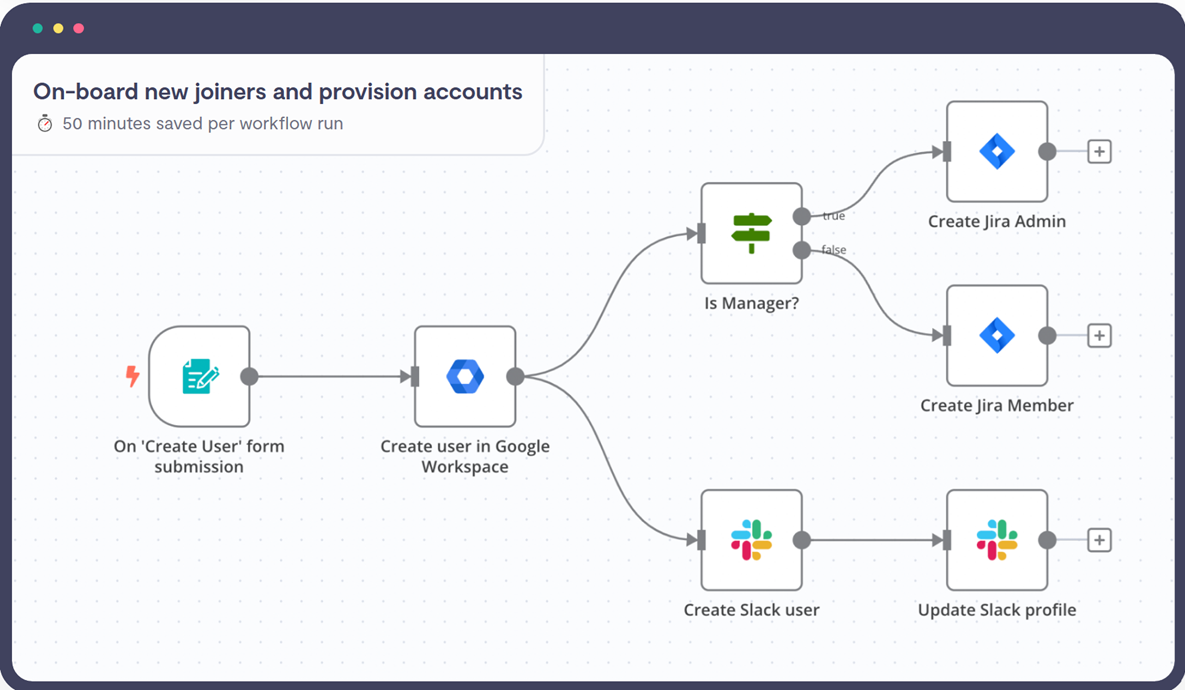 On-board new joiners and provision accounts
50 minutes saved per workflow run
true
Create Jira Admin
false
Is Manager?
Create Jira Member
On 'Create User' form
submission
Create user in Google
Workspace
Create Slack user
Update Slack profile